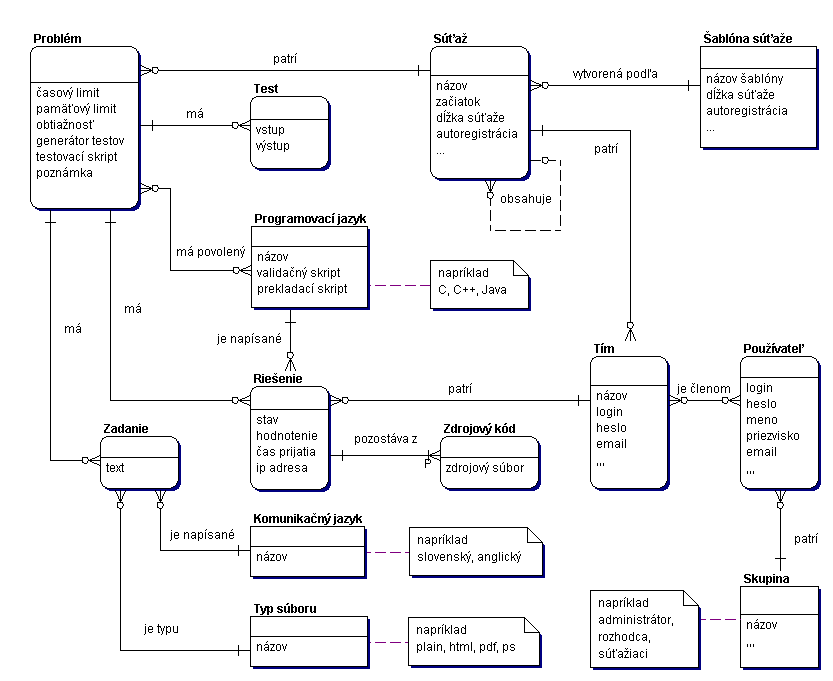 Problém
časový limit
pamäťový limit
obtiažnosť
generátor testov
testovací skript
poznámka
patrí
Súťaž
názov
začiatok
dĺžka súťaže
autoregistrácia
...
vytvorená podľa
Šablóna súťaže
názov šablóny
dĺžka súťaže
autoregistrácia
...
má
Test
vstup
výstup
patrí
obsahuje
má povolený
Programovací jazyk
názov
validačný skript
prekladací skript
napríklad
C, C++, Java
má
má
je napísané
Riešenie
stav
hodnotenie
čas prijatia
ip adresa
patrí
Tím
názov
login
heslo
email
,,,
je členom
Používateľ
login
heslo
meno
priezvisko
email
,,,
pozostáva z
P
Zdrojový kód
zdrojový súbor
Zadanie
text
je napísané
Komunikačný jazyk
názov
napríklad
slovenský, anglický
patrí
je typu
Typ súboru
názov
napríklad
plain, html, pdf, ps
napríklad
administrátor,
rozhodca,
súťažiaci
Skupina
názov
,,,